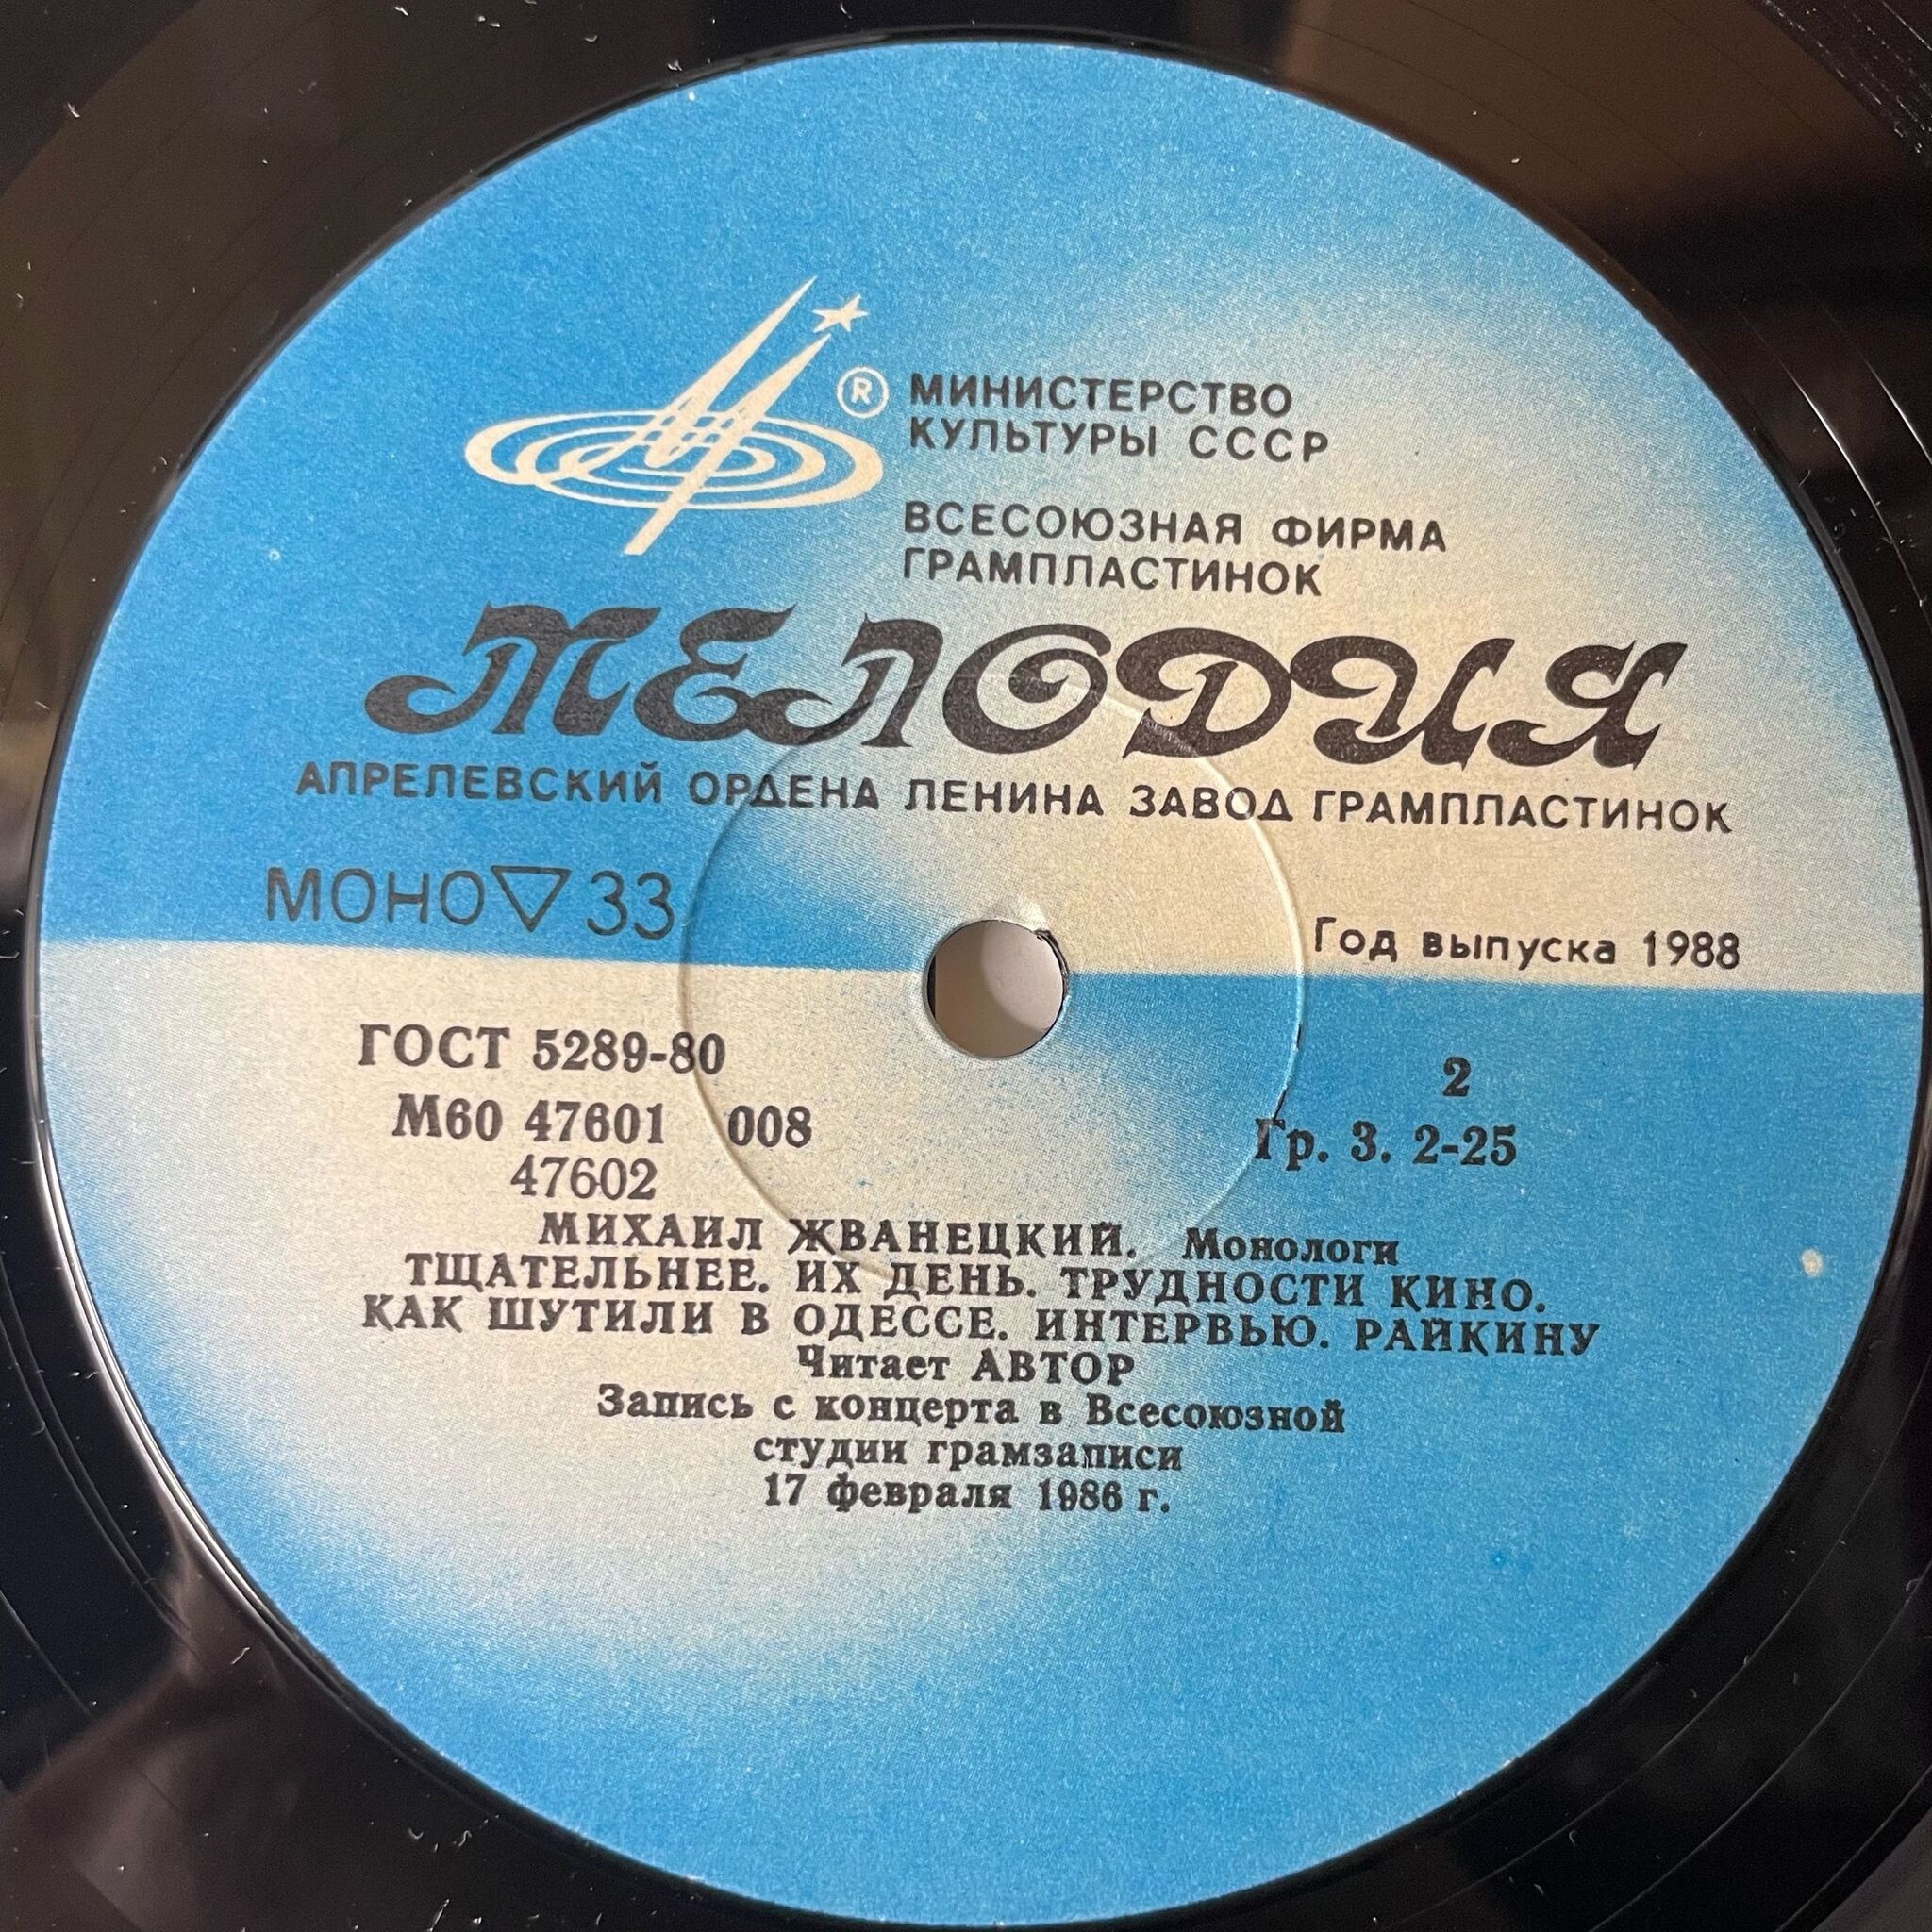 ®
МИНИСТЕРСТВО
КУЛЬТУРЫ СССР
ВСЕСОЮЗНАЯ ФИРМА
ГРАМПЛАСТИНОК
МЕЛОДИЯ
АПРЕЛЕВСКИЙ ОРДЕНА ЛЕНИНА ЗАВОД ГРАМПЛАСТИНОК
МОНО ▽ 33
Год выпуска 1988
ГОСТ 5289-80
2
М60 47601 008
Гр. 3. 2-25
47602
МИХАИЛ ЖВАНЕЦКИЙ. Монологи
ТЩАТЕЛЬНЕЕ. ИХ ДЕНЬ. ТРУДНОСТИ КИНО.
КАК ШУТИЛИ В ОДЕССЕ. ИНТЕРВЬЮ. РАЙКИНУ
Читает АВТОР
Запись с концерта в Всесоюзной
студии грамзаписи
17 февраля 1986 г.